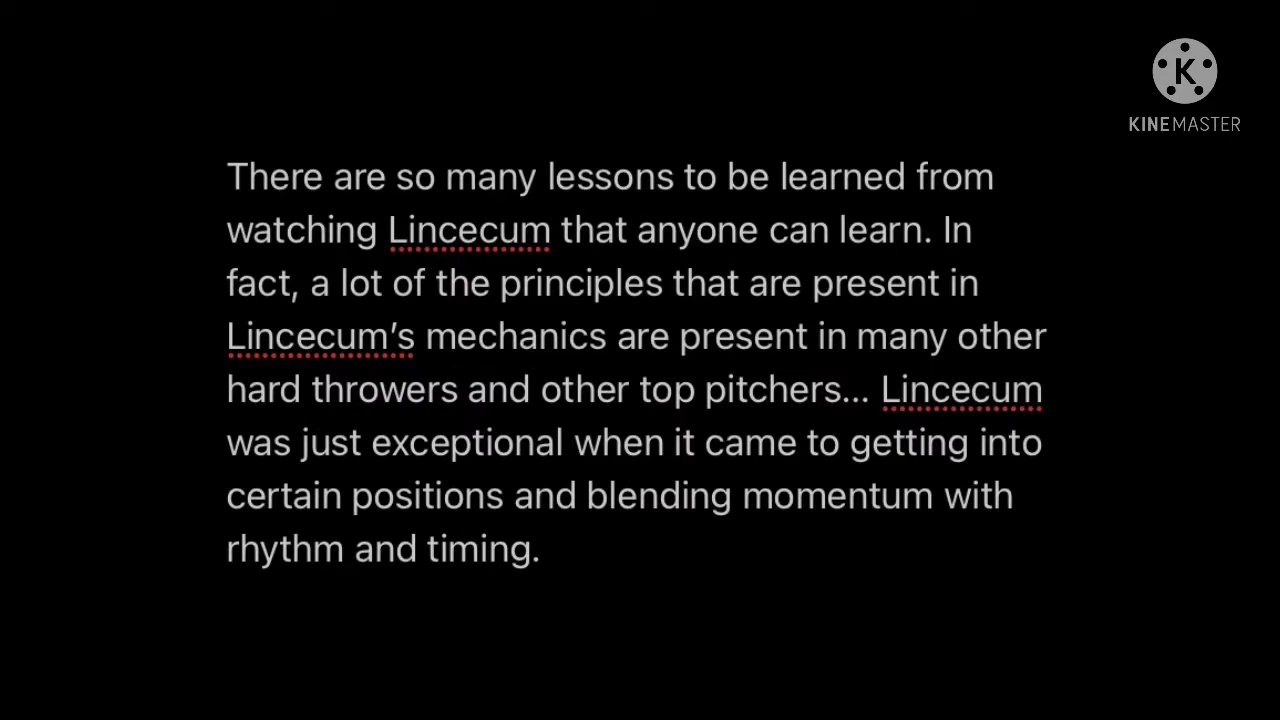 K
KINEMASTER
There are so many lessons to be learned from
watching Lincecum that anyone can learn. In
fact, a lot of the principles that are present in
Lincecum’s mechanics are present in many other
hard throwers and other top pitchers... Lincecum
was just exceptional when it came to getting into
certain positions and blending momentum with
rhythm and timing.